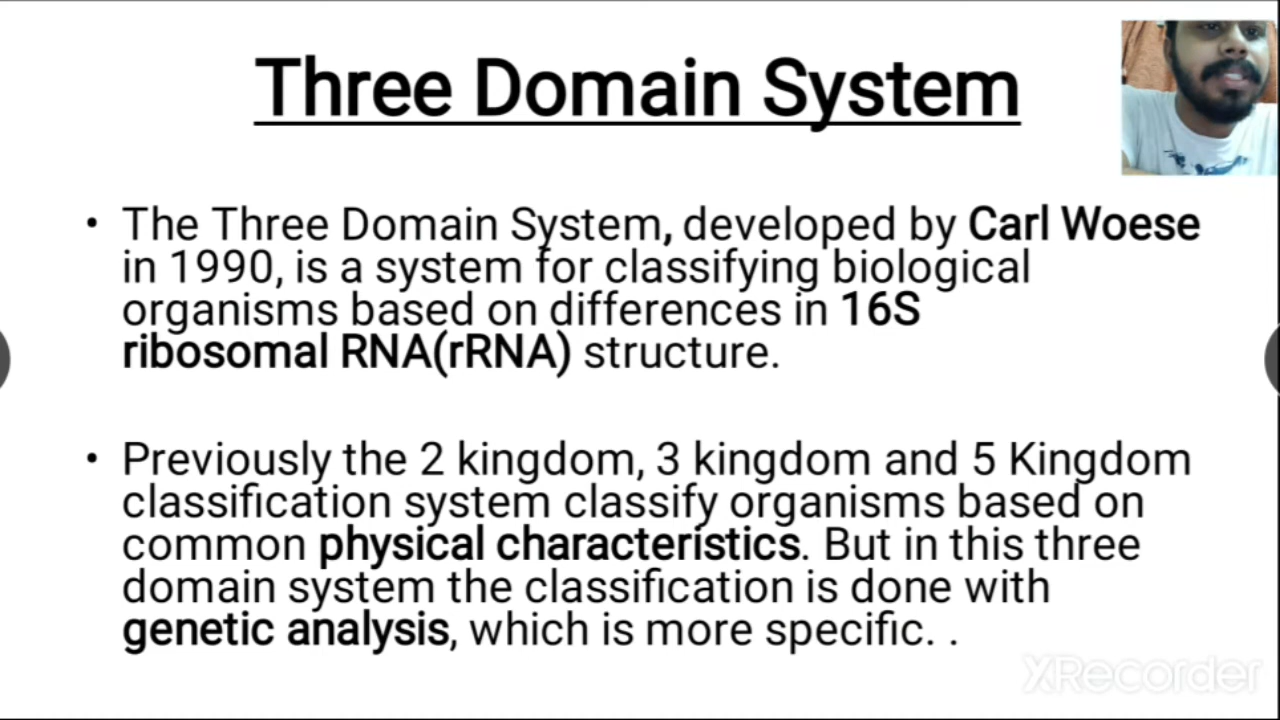 Three Domain System
• The Three Domain System, developed by Carl Woese
in 1990, is a system for classifying biological
organisms based on differences in 16S
ribosomal RNA(rRNA) structure.
• Previously the 2 kingdom, 3 kingdom and 5 Kingdom
classification system classify organisms based on
common physical characteristics. But in this three
domain system the classification is done with
genetic analysis, which is more specific. .
XRecorder